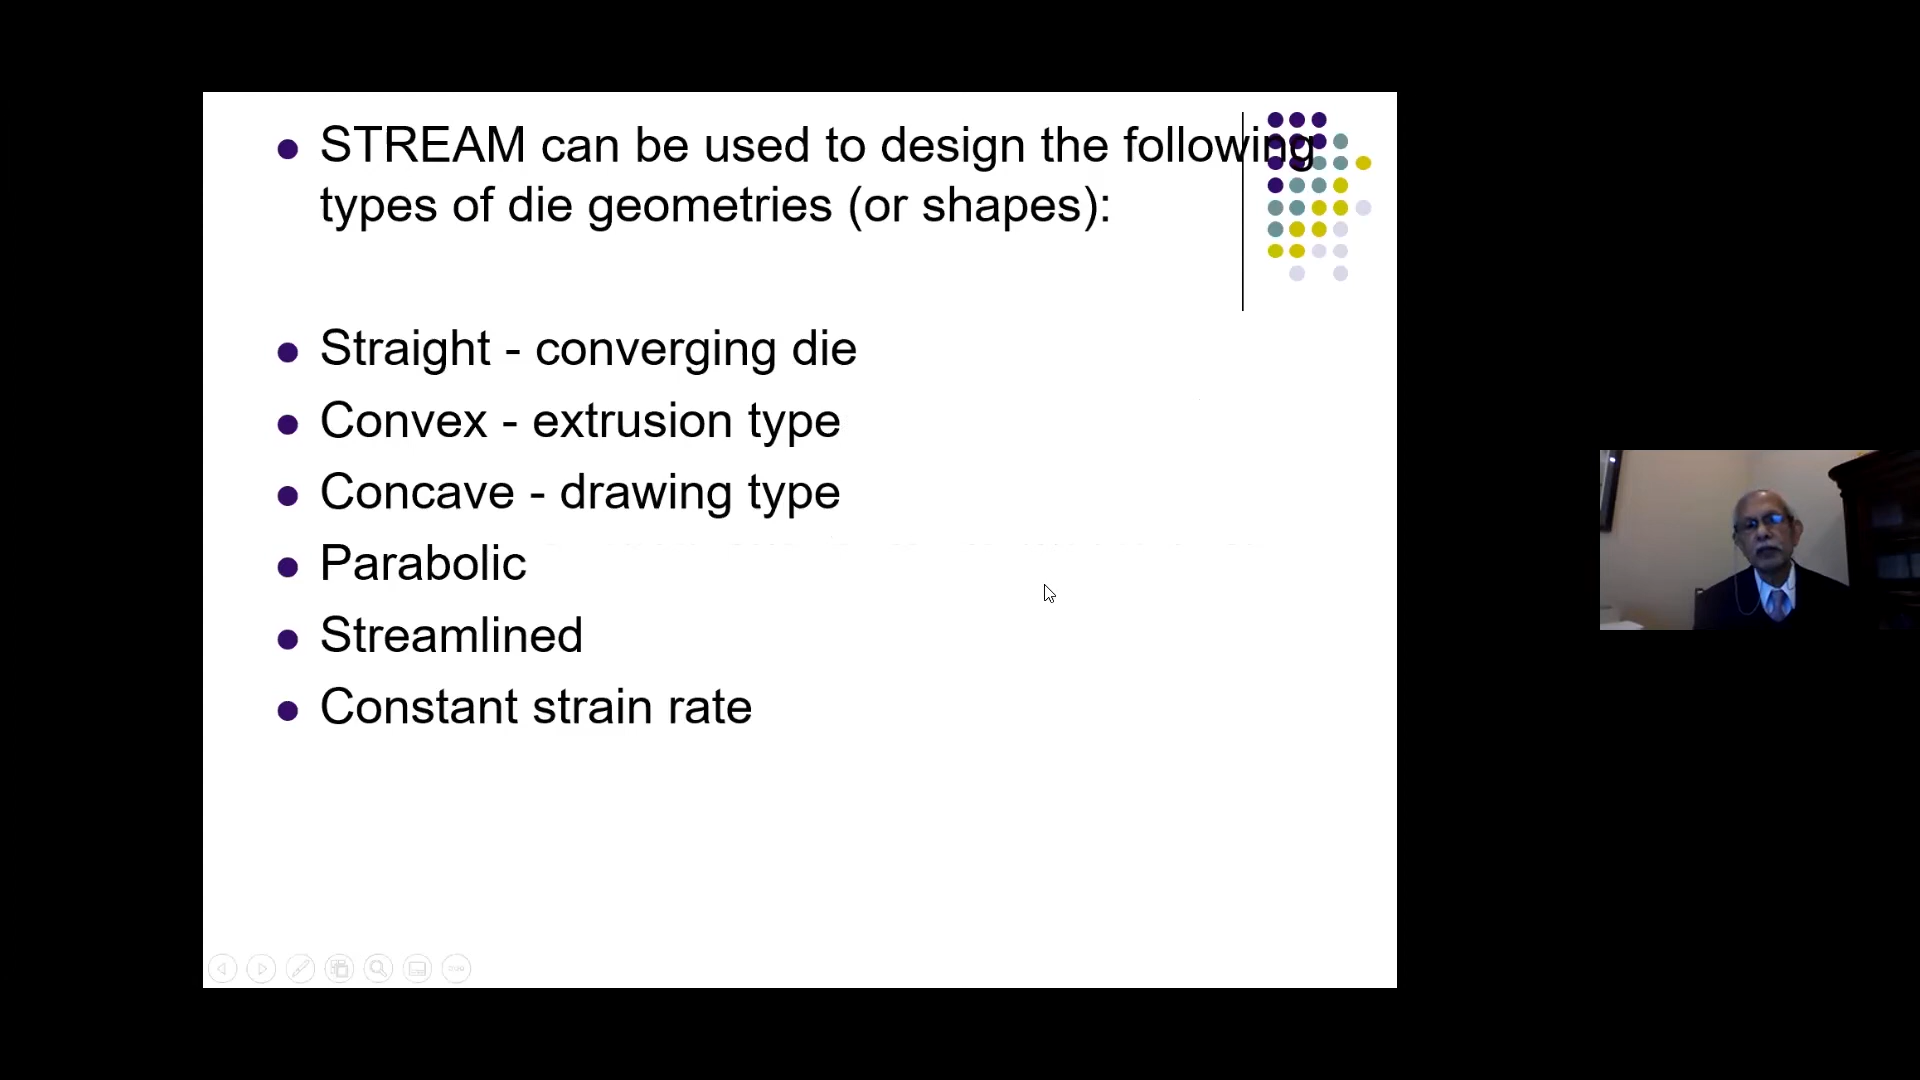 STREAM can be used to design the following
types of die geometries (or shapes):
Straight - converging die
Convex - extrusion type
Concave - drawing type
Parabolic
Streamlined
Constant strain rate